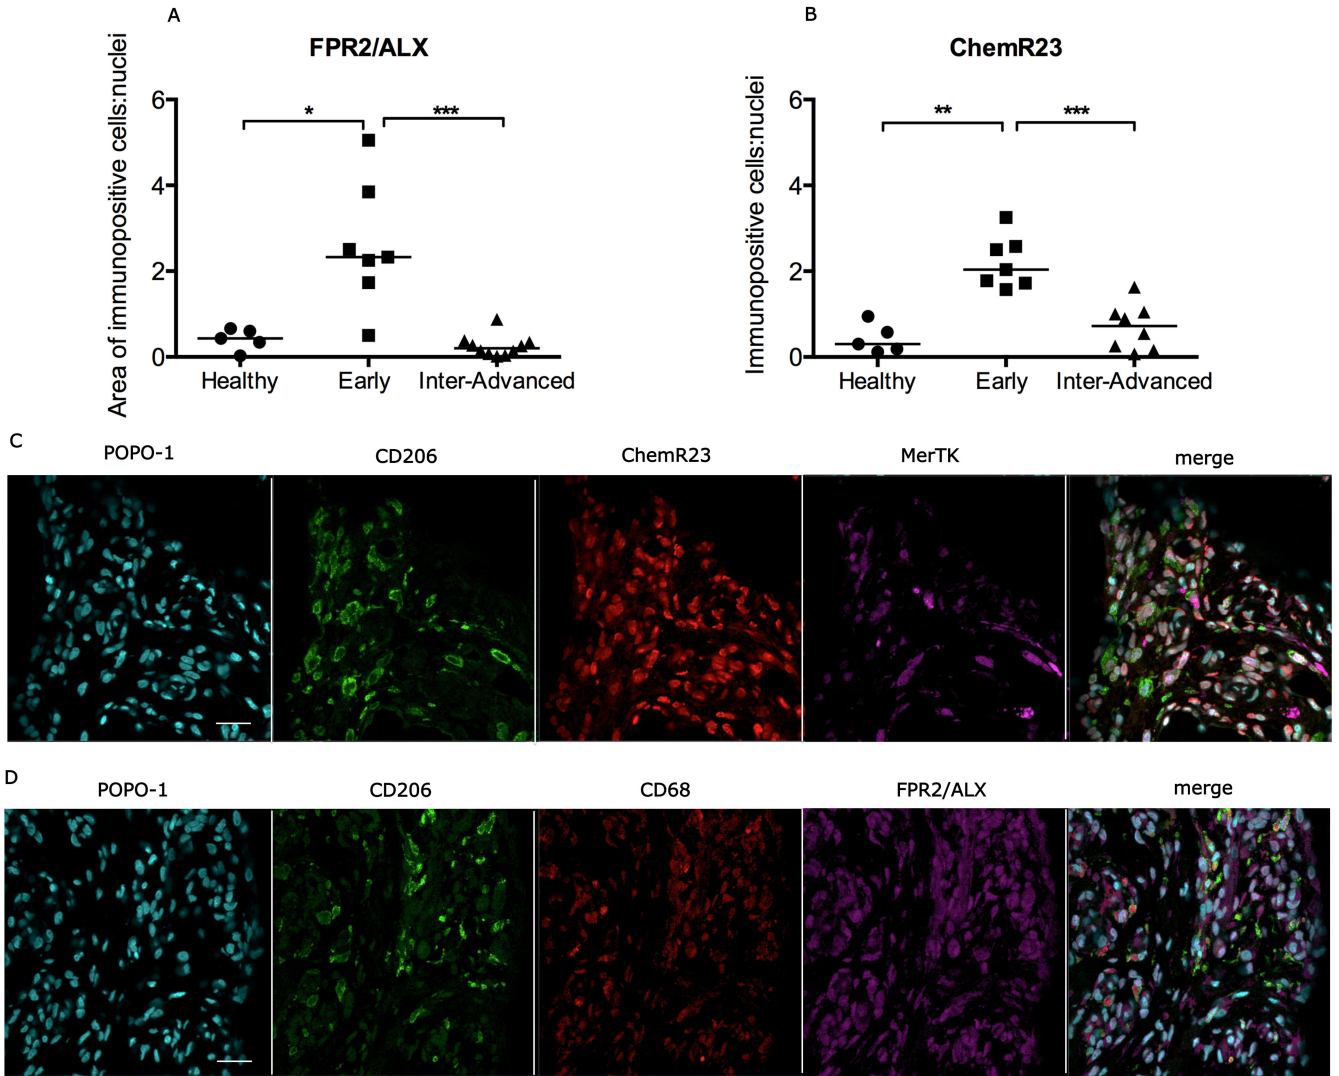 A
FPR2/ALX
Area of immunopositive cells:nuclei
6
4
2
0
*
***
Healthy
Early
Inter-Advanced
B
ChemR23
Immunopositive cells:nuclei
6
4
2
0
**
***
Healthy
Early
Inter-Advanced
C
POPO-1
CD206
ChemR23
MerTK
merge
D
POPO-1
CD206
CD68
FPR2/ALX
merge